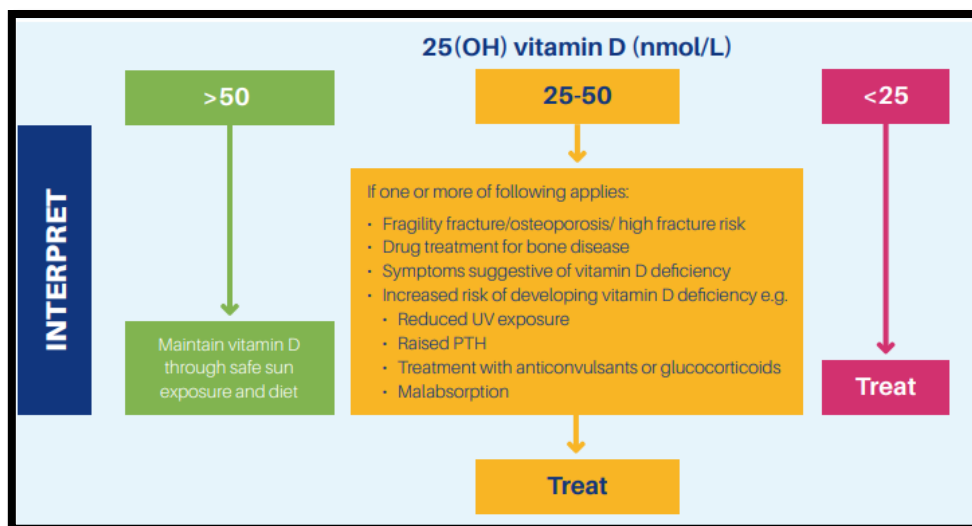 25(OH) vitamin D (nmol/L)
>50
25-50
<25
INTERPRET
If one or more of following applies:
• Fragility fracture/osteoporosis/ high fracture risk
• Drug treatment for bone disease
• Symptoms suggestive of vitamin D deficiency
• Increased risk of developing vitamin D deficiency e.g.
• Reduced UV exposure
• Raised PTH
• Treatment with anticonvulsants or glucocorticoids
• Malabsorption
Maintain vitamin D
through safe sun
exposure and diet
Treat
Treat